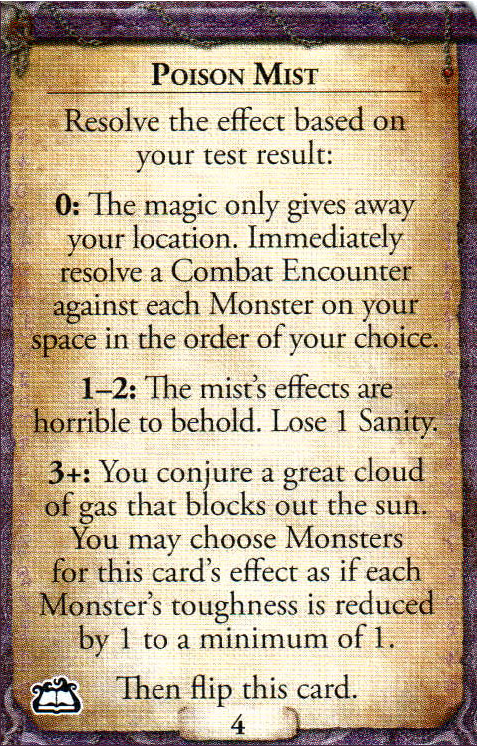 POISON MIST
Resolve the effect based on
your test result:
0: The magic only gives away
your location. Immediately
resolve a Combat Encounter
against each Monster on your
space in the order of your choice.
1–2: The mist's effects are
horrible to behold. Lose 1 Sanity.
3+: You conjure a great cloud
of gas that blocks out the sun.
You may choose Monsters
for this card's effect as if each
Monster's toughness is reduced
by 1 to a minimum of 1.
Then flip this card.
4